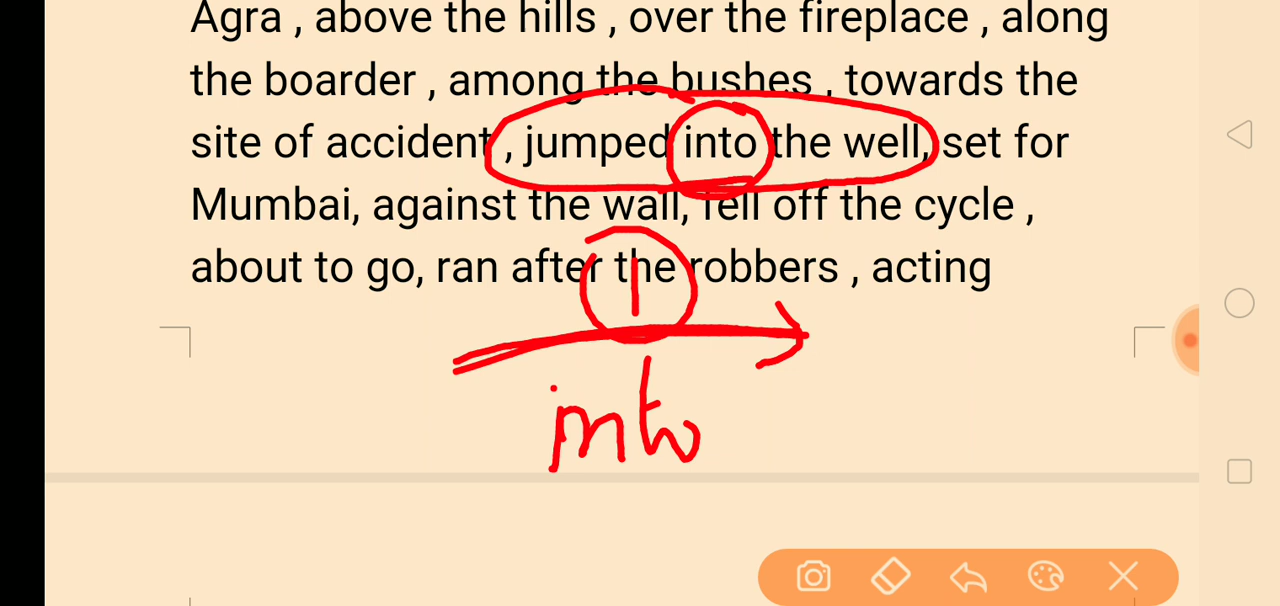 Agra , above the hills , over the fireplace , along
the boarder , among the bushes , towards the
site of accident , jumped into the well, set for
Mumbai, against the wall, fell off the cycle ,
about to go, ran after the robbers , acting
1
into